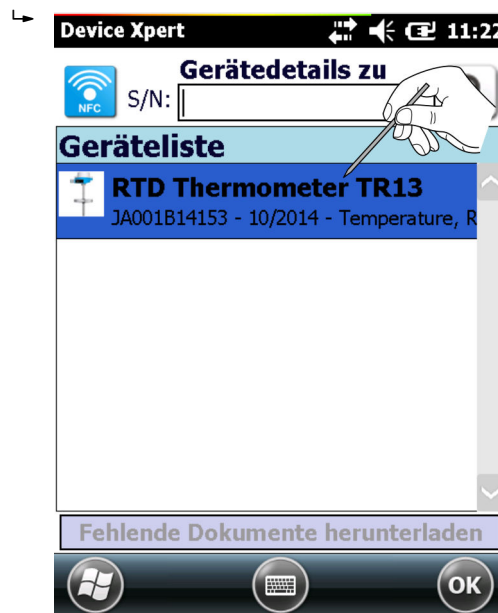 Device Xpert 11:22
Gerätedetails zu
NFC S/N:
Geräteliste
RTD Thermometer TR13
JA001B14153 - 10/2014 - Temperature, R
Fehlende Dokumente herunterladen
OK